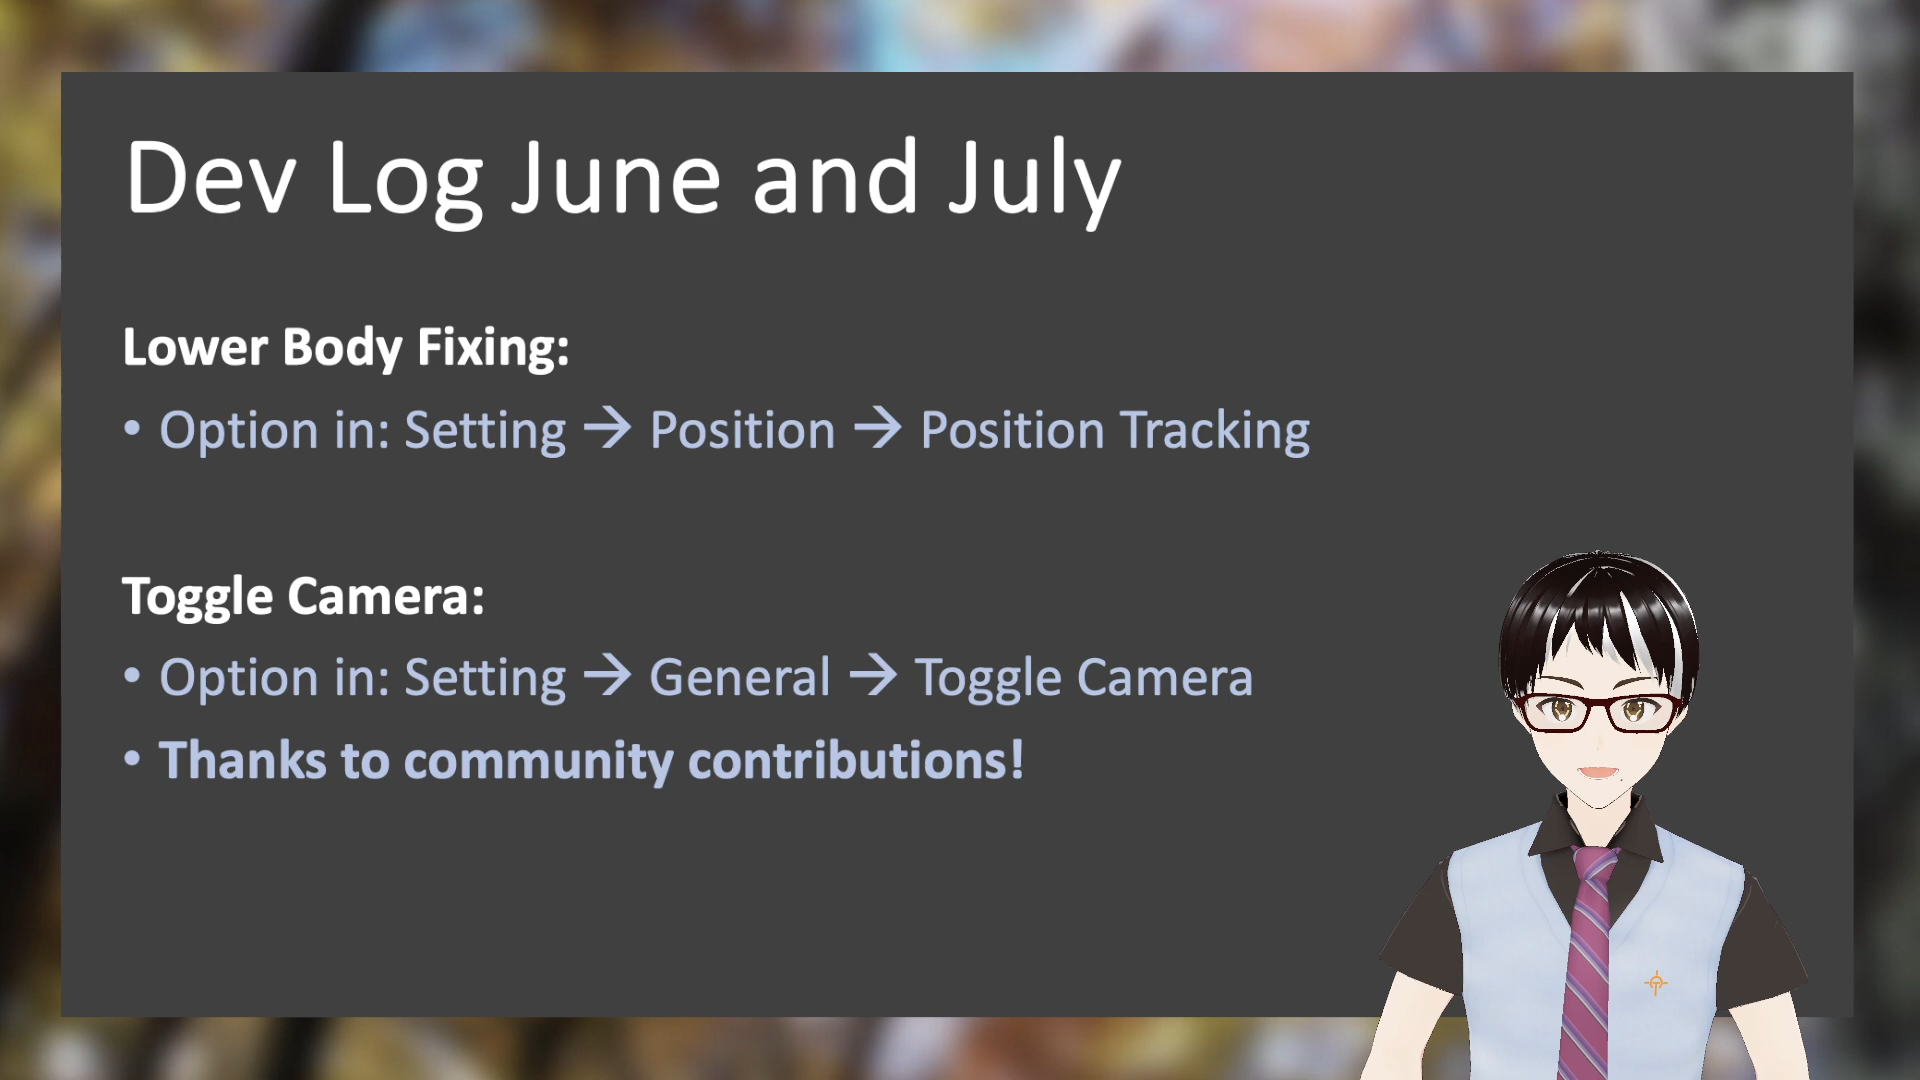 Dev Log June and July
Lower Body Fixing:
• Option in: Setting → Position → Position Tracking
Toggle Camera:
• Option in: Setting → General → Toggle Camera
• Thanks to community contributions!